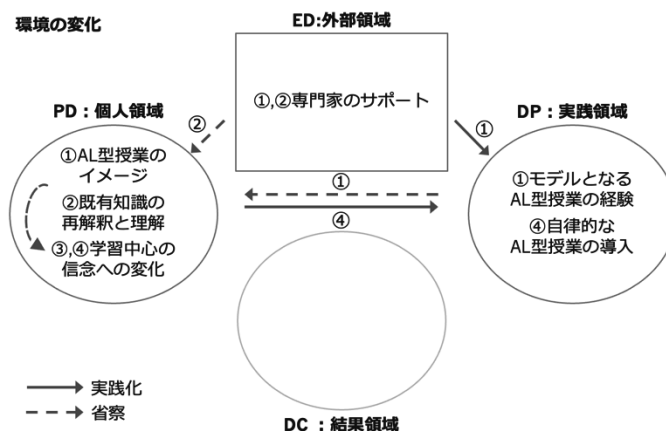 環境の変化
ED:外部領域
①,②専門家のサポート
PD：個人領域
②
①
DP：実践領域
①AL型授業の
イメージ
②既有知識の
再解釈と理解
③,④学習中心の
信念への変化
①
④
①モデルとなる
AL型授業の経験
④自律的な
AL型授業の導入
実践化
省察
DC ：結果領域